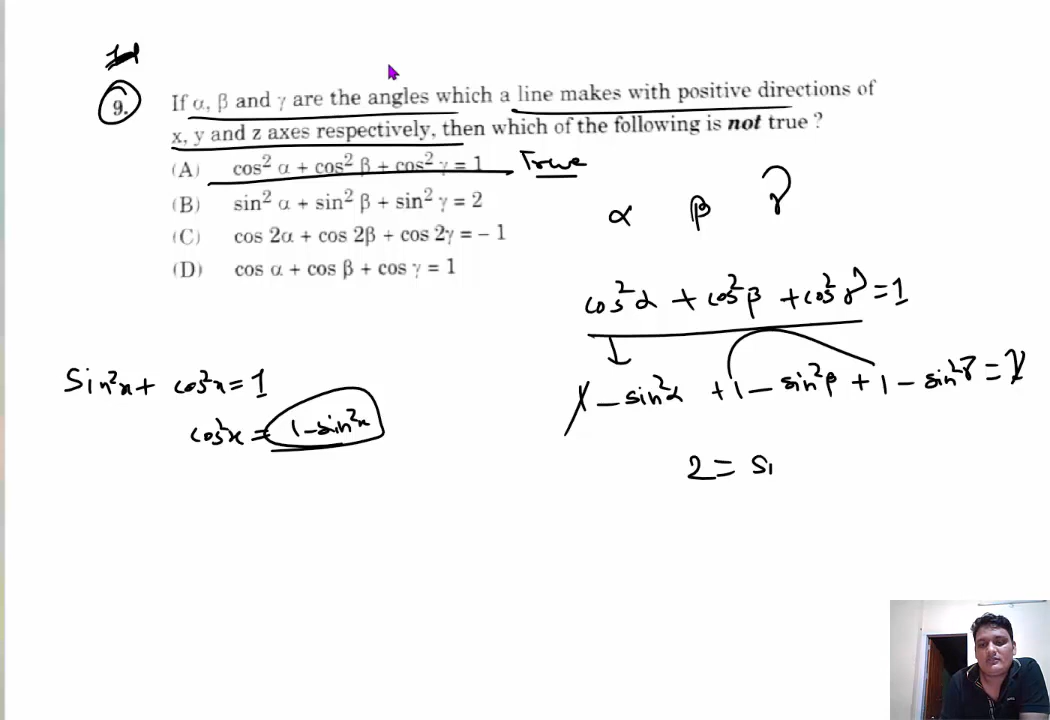 9. If α, β and γ are the angles which a line makes with positive directions of
x, y and z axes respectively, then which of the following is not true ?
(A) cos² α + cos² β + cos² γ = 1 True
(B) sin² α + sin² β + sin² γ = 2
(C) cos 2α + cos 2β + cos 2γ = – 1
(D) cos α + cos β + cos γ = 1
α β γ
cos²α + cos²β + cos²γ = 1
Sin²x + cos²x = 1
cos²x = 1 – sin²x
1 – sin²α + 1 – sin²β + 1 – sin²γ = 1
2 = si